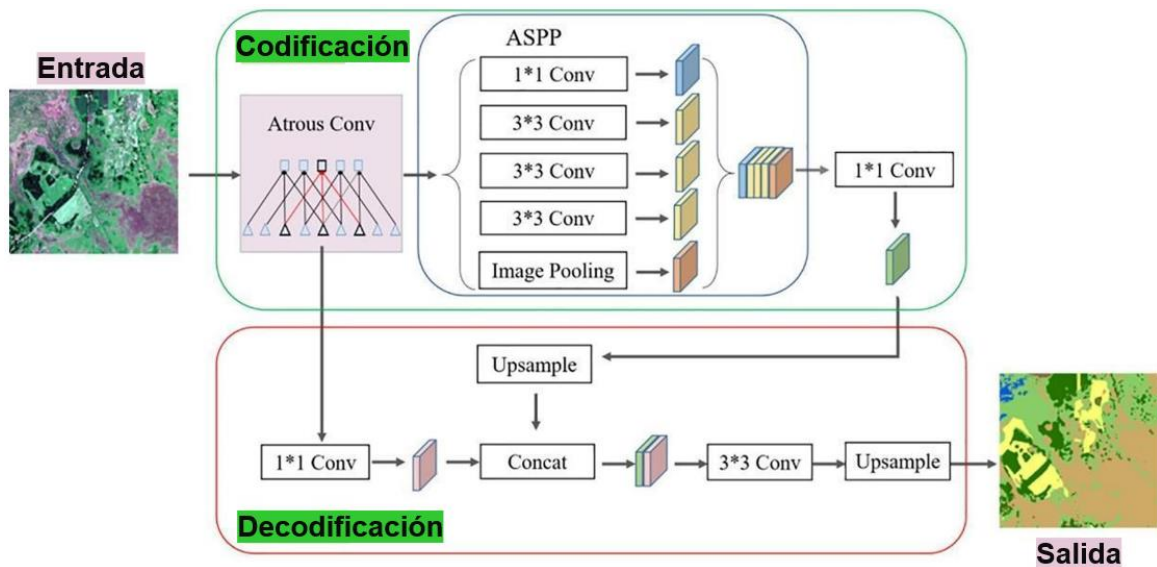 Codificación
ASPP
Entrada
1*1 Conv
Atrous Conv
3*3 Conv
3*3 Conv
3*3 Conv
Image Pooling
1*1 Conv
Upsample
1*1 Conv
Concat
3*3 Conv
Upsample
Decodificación
Salida